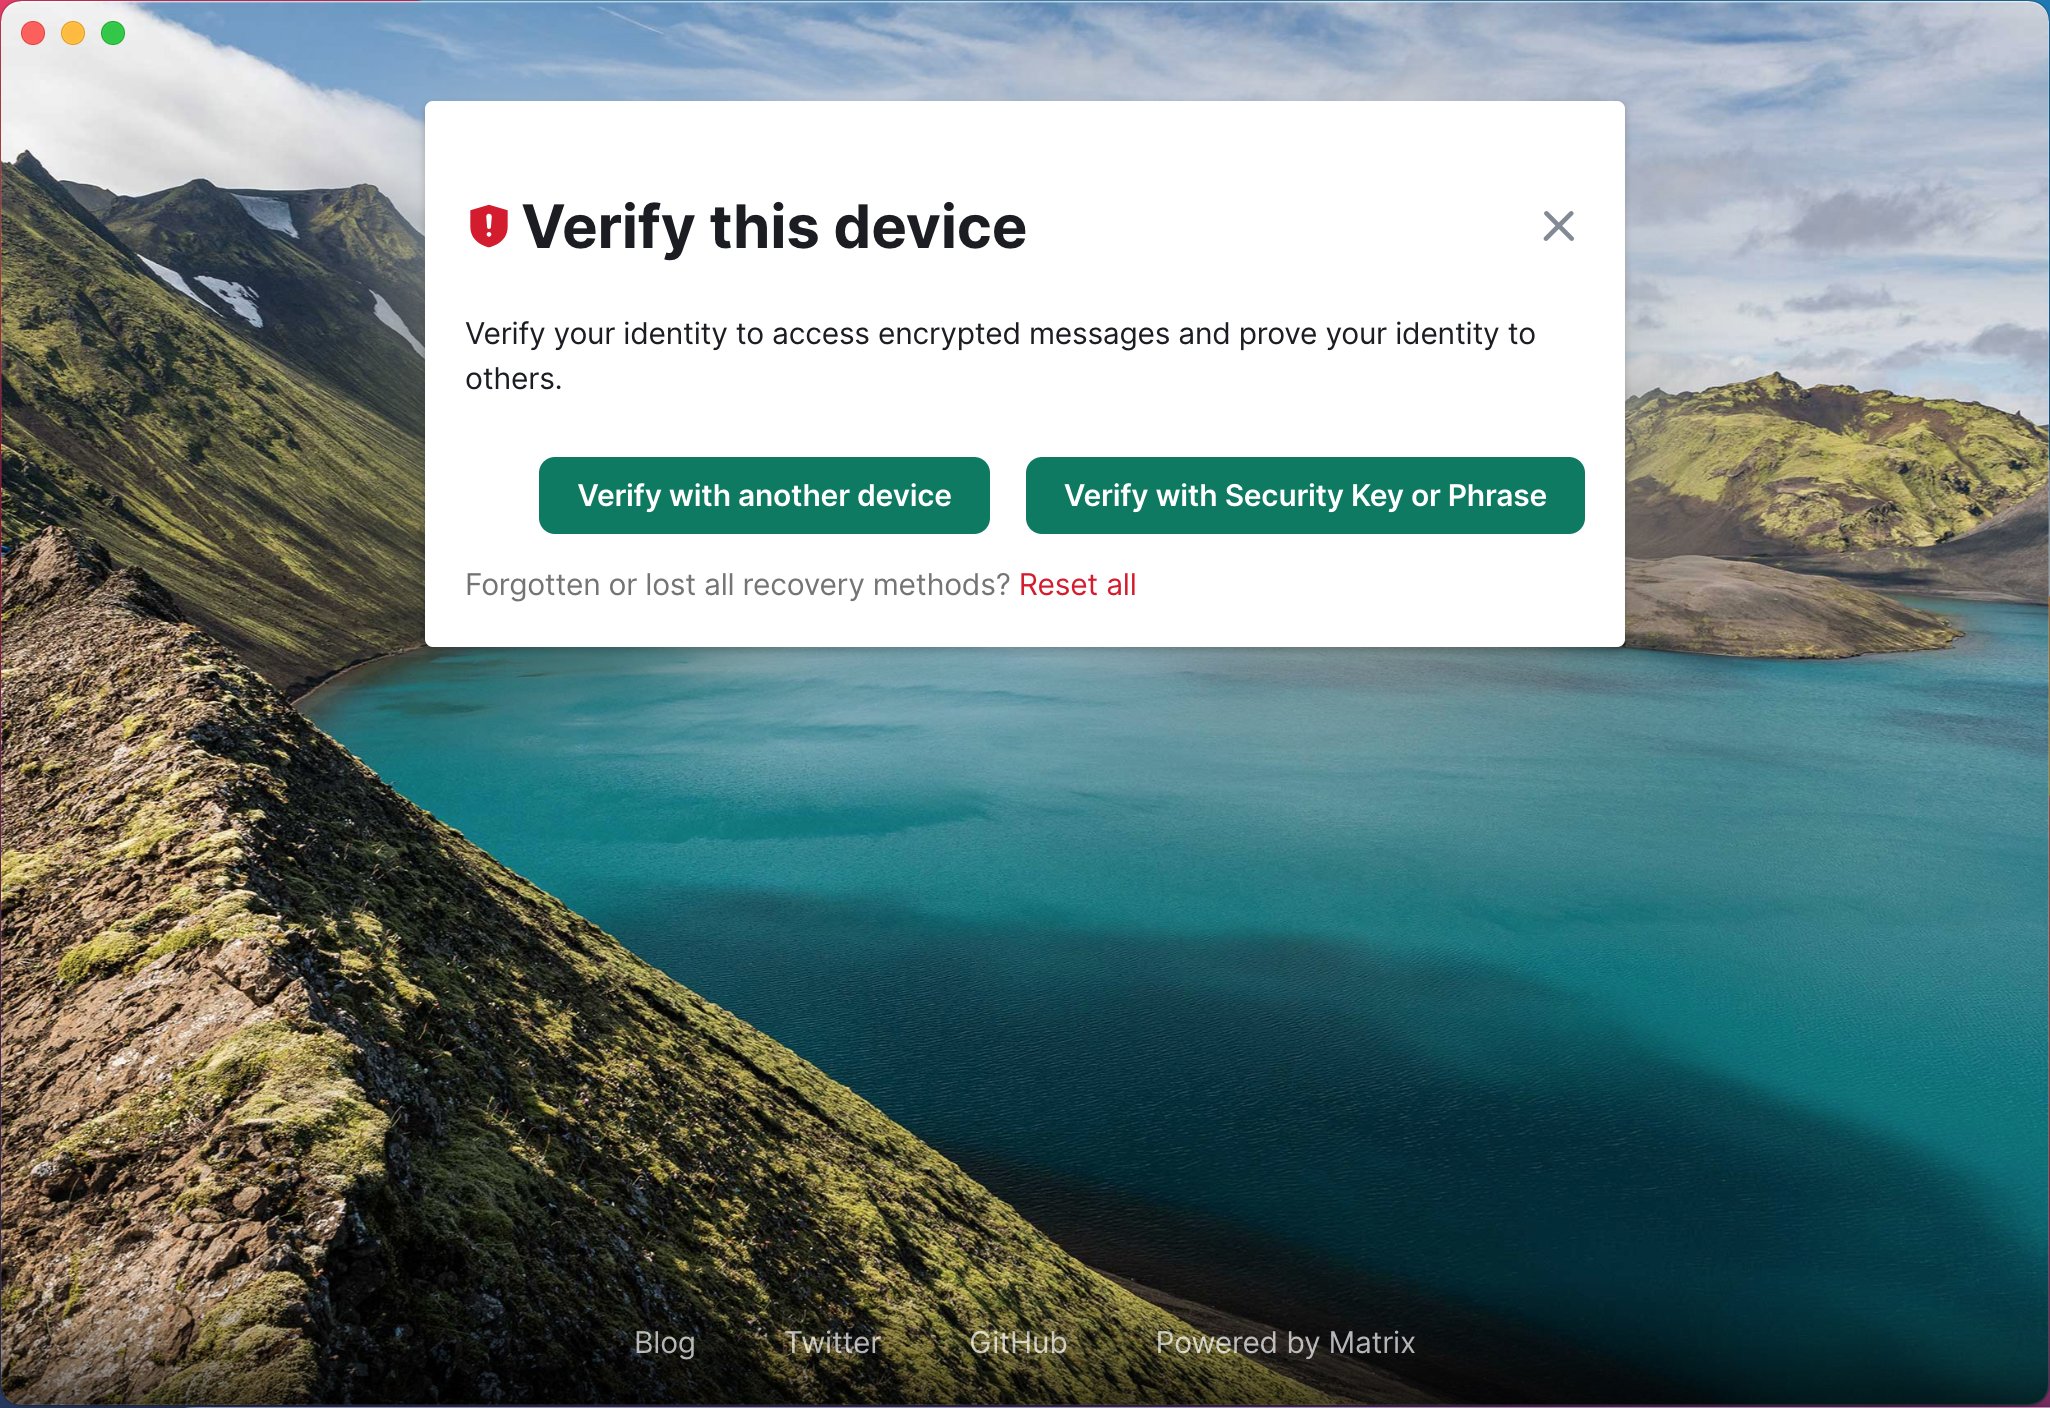 Verify this device
Verify your identity to access encrypted messages and prove your identity to
others.
Verify with another device
Verify with Security Key or Phrase
Forgotten or lost all recovery methods? Reset all
Blog
Twitter
GitHub
Powered by Matrix